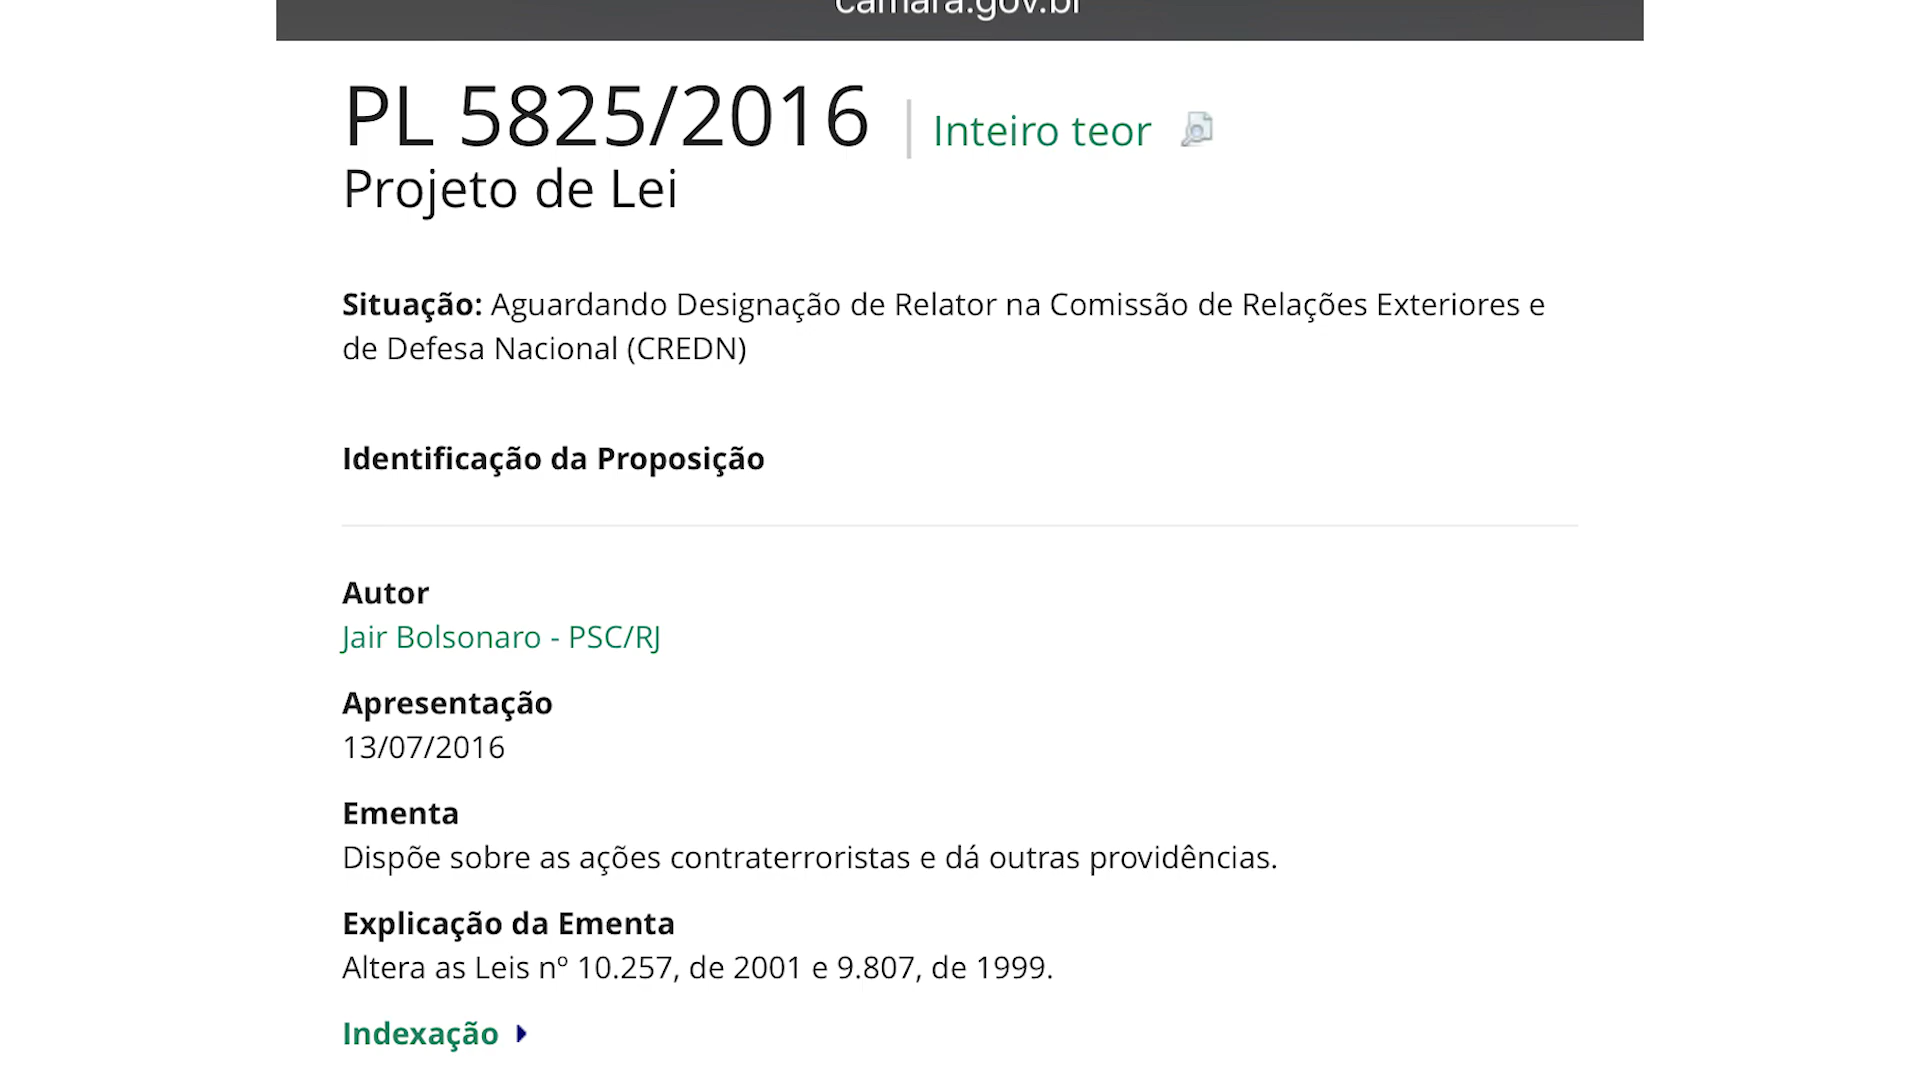 camara.gov.br
PL 5825/2016 | Inteiro teor
Projeto de Lei
Situação: Aguardando Designação de Relator na Comissão de Relações Exteriores e
de Defesa Nacional (CREDN)
Identificação da Proposição
Autor
Jair Bolsonaro - PSC/RJ
Apresentação
13/07/2016
Ementa
Dispõe sobre as ações contraterroristas e dá outras providências.
Explicação da Ementa
Altera as Leis nº 10.257, de 2001 e 9.807, de 1999.
Indexação